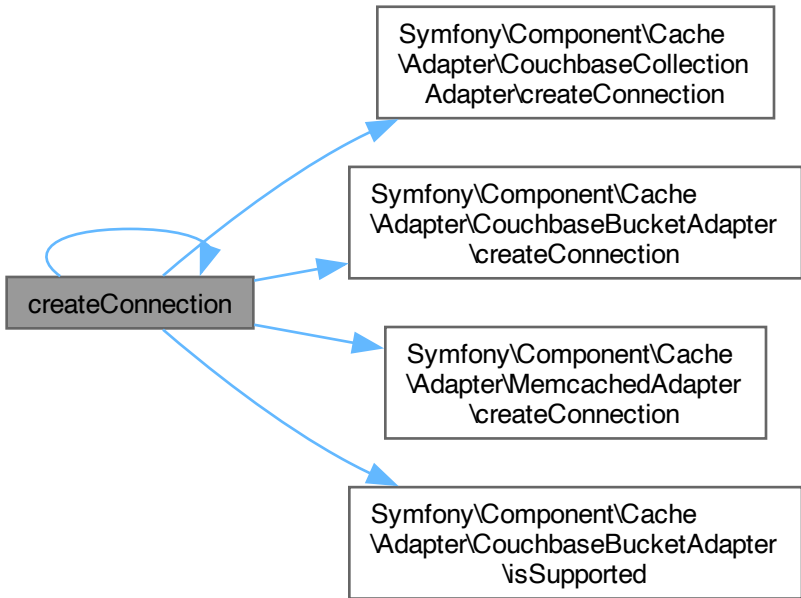 Symfony\Component\Cache
\Adapter\CouchbaseCollection
Adapter\createConnection
Symfony\Component\Cache
\Adapter\CouchbaseBucketAdapter
\createConnection
createConnection
Symfony\Component\Cache
\Adapter\MemcachedAdapter
\createConnection
Symfony\Component\Cache
\Adapter\CouchbaseBucketAdapter
\isSupported